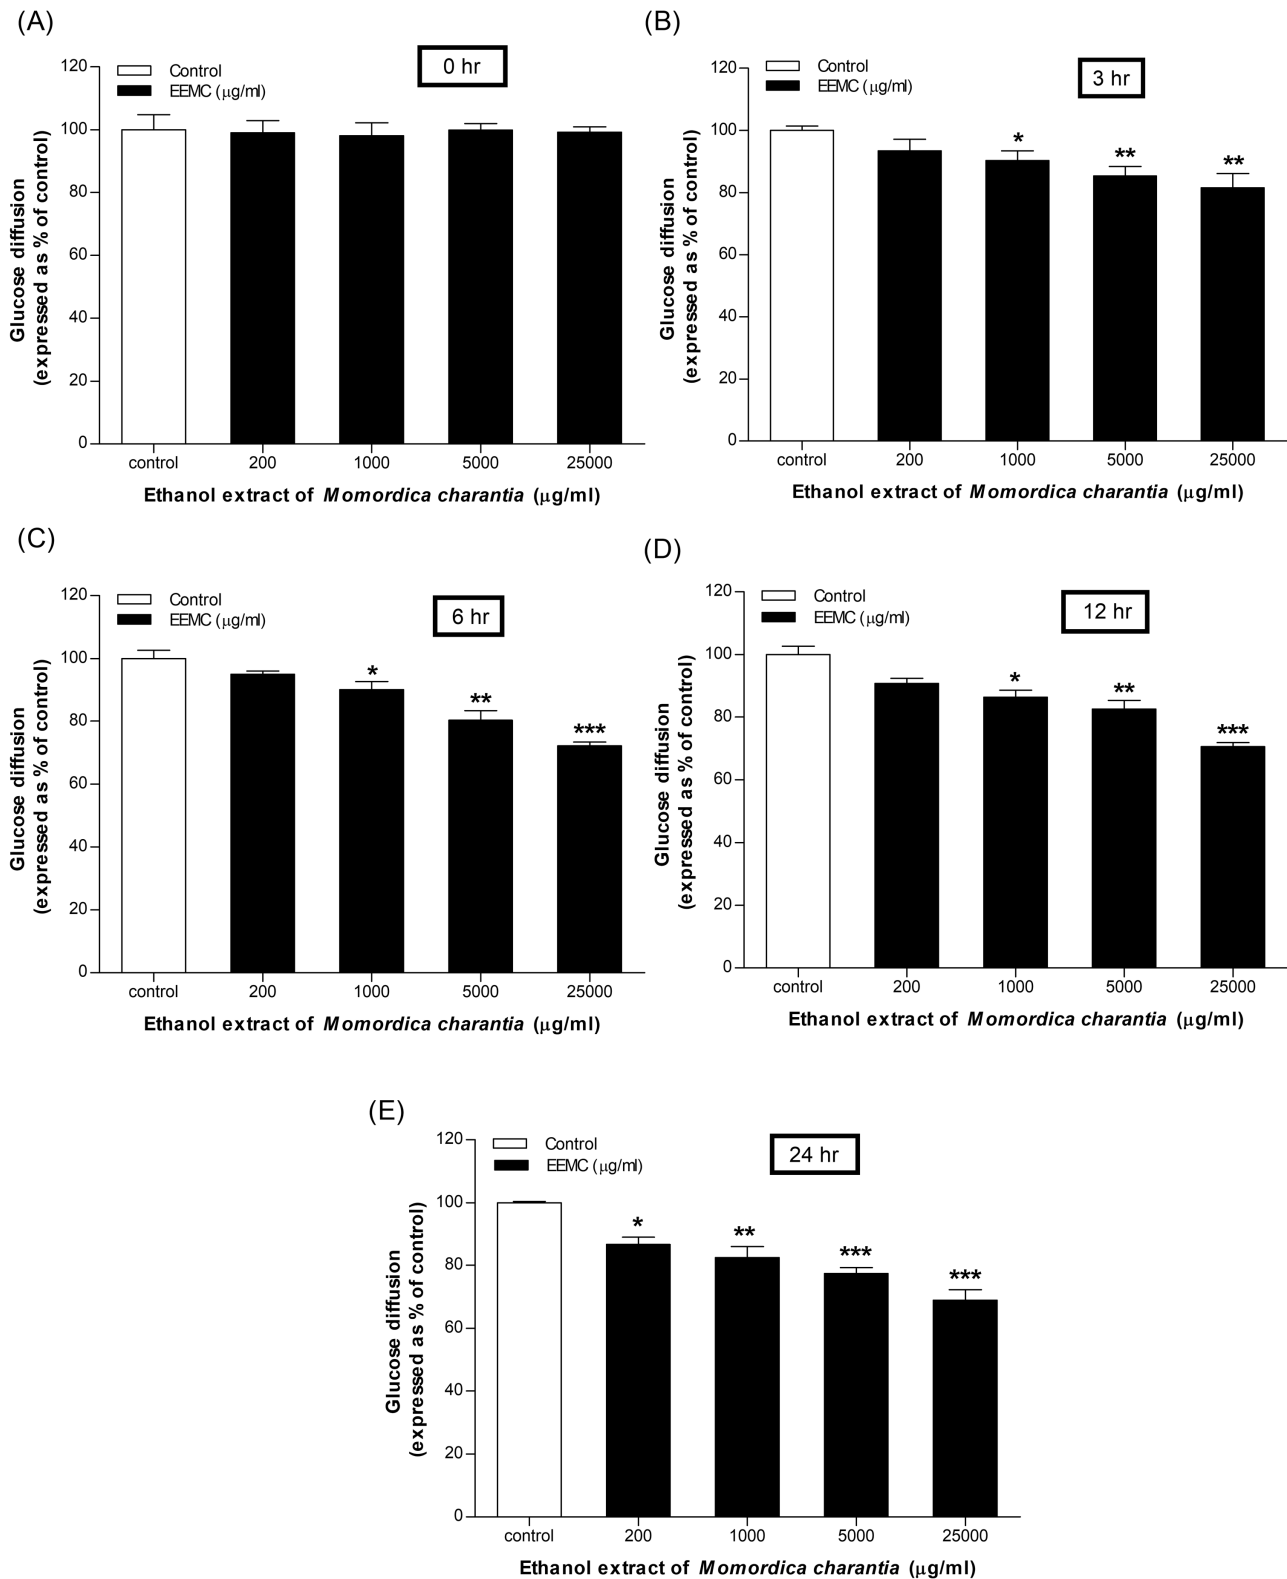 (A)
0 hr
Control
EEMC (μg/ml)
120
100
80
60
40
20
0
Glucose diffusion
(expressed as % of control)
control 200 1000 5000 25000
Ethanol extract of Momordica charantia (μg/ml)
(B)
3 hr
Control
EEMC (μg/ml)
120
100
80
60
40
20
0
Glucose diffusion
(expressed as % of control)
* ** **
control 200 1000 5000 25000
Ethanol extract of Momordica charantia (μg/ml)
(C)
6 hr
Control
EEMC (μg/ml)
120
100
80
60
40
20
0
Glucose diffusion
(expressed as % of control)
* ** ***
control 200 1000 5000 25000
Ethanol extract of Momordica charantia (μg/ml)
(D)
12 hr
Control
EEMC (μg/ml)
120
100
80
60
40
20
0
Glucose diffusion
(expressed as % of control)
* ** ***
control 200 1000 5000 25000
Ethanol extract of Momordica charantia (μg/ml)
(E)
24 hr
Control
EEMC (μg/ml)
120
100
80
60
40
20
0
Glucose diffusion
(expressed as % of control)
* ** *** ***
control 200 1000 5000 25000
Ethanol extract of Momordica charantia (μg/ml)